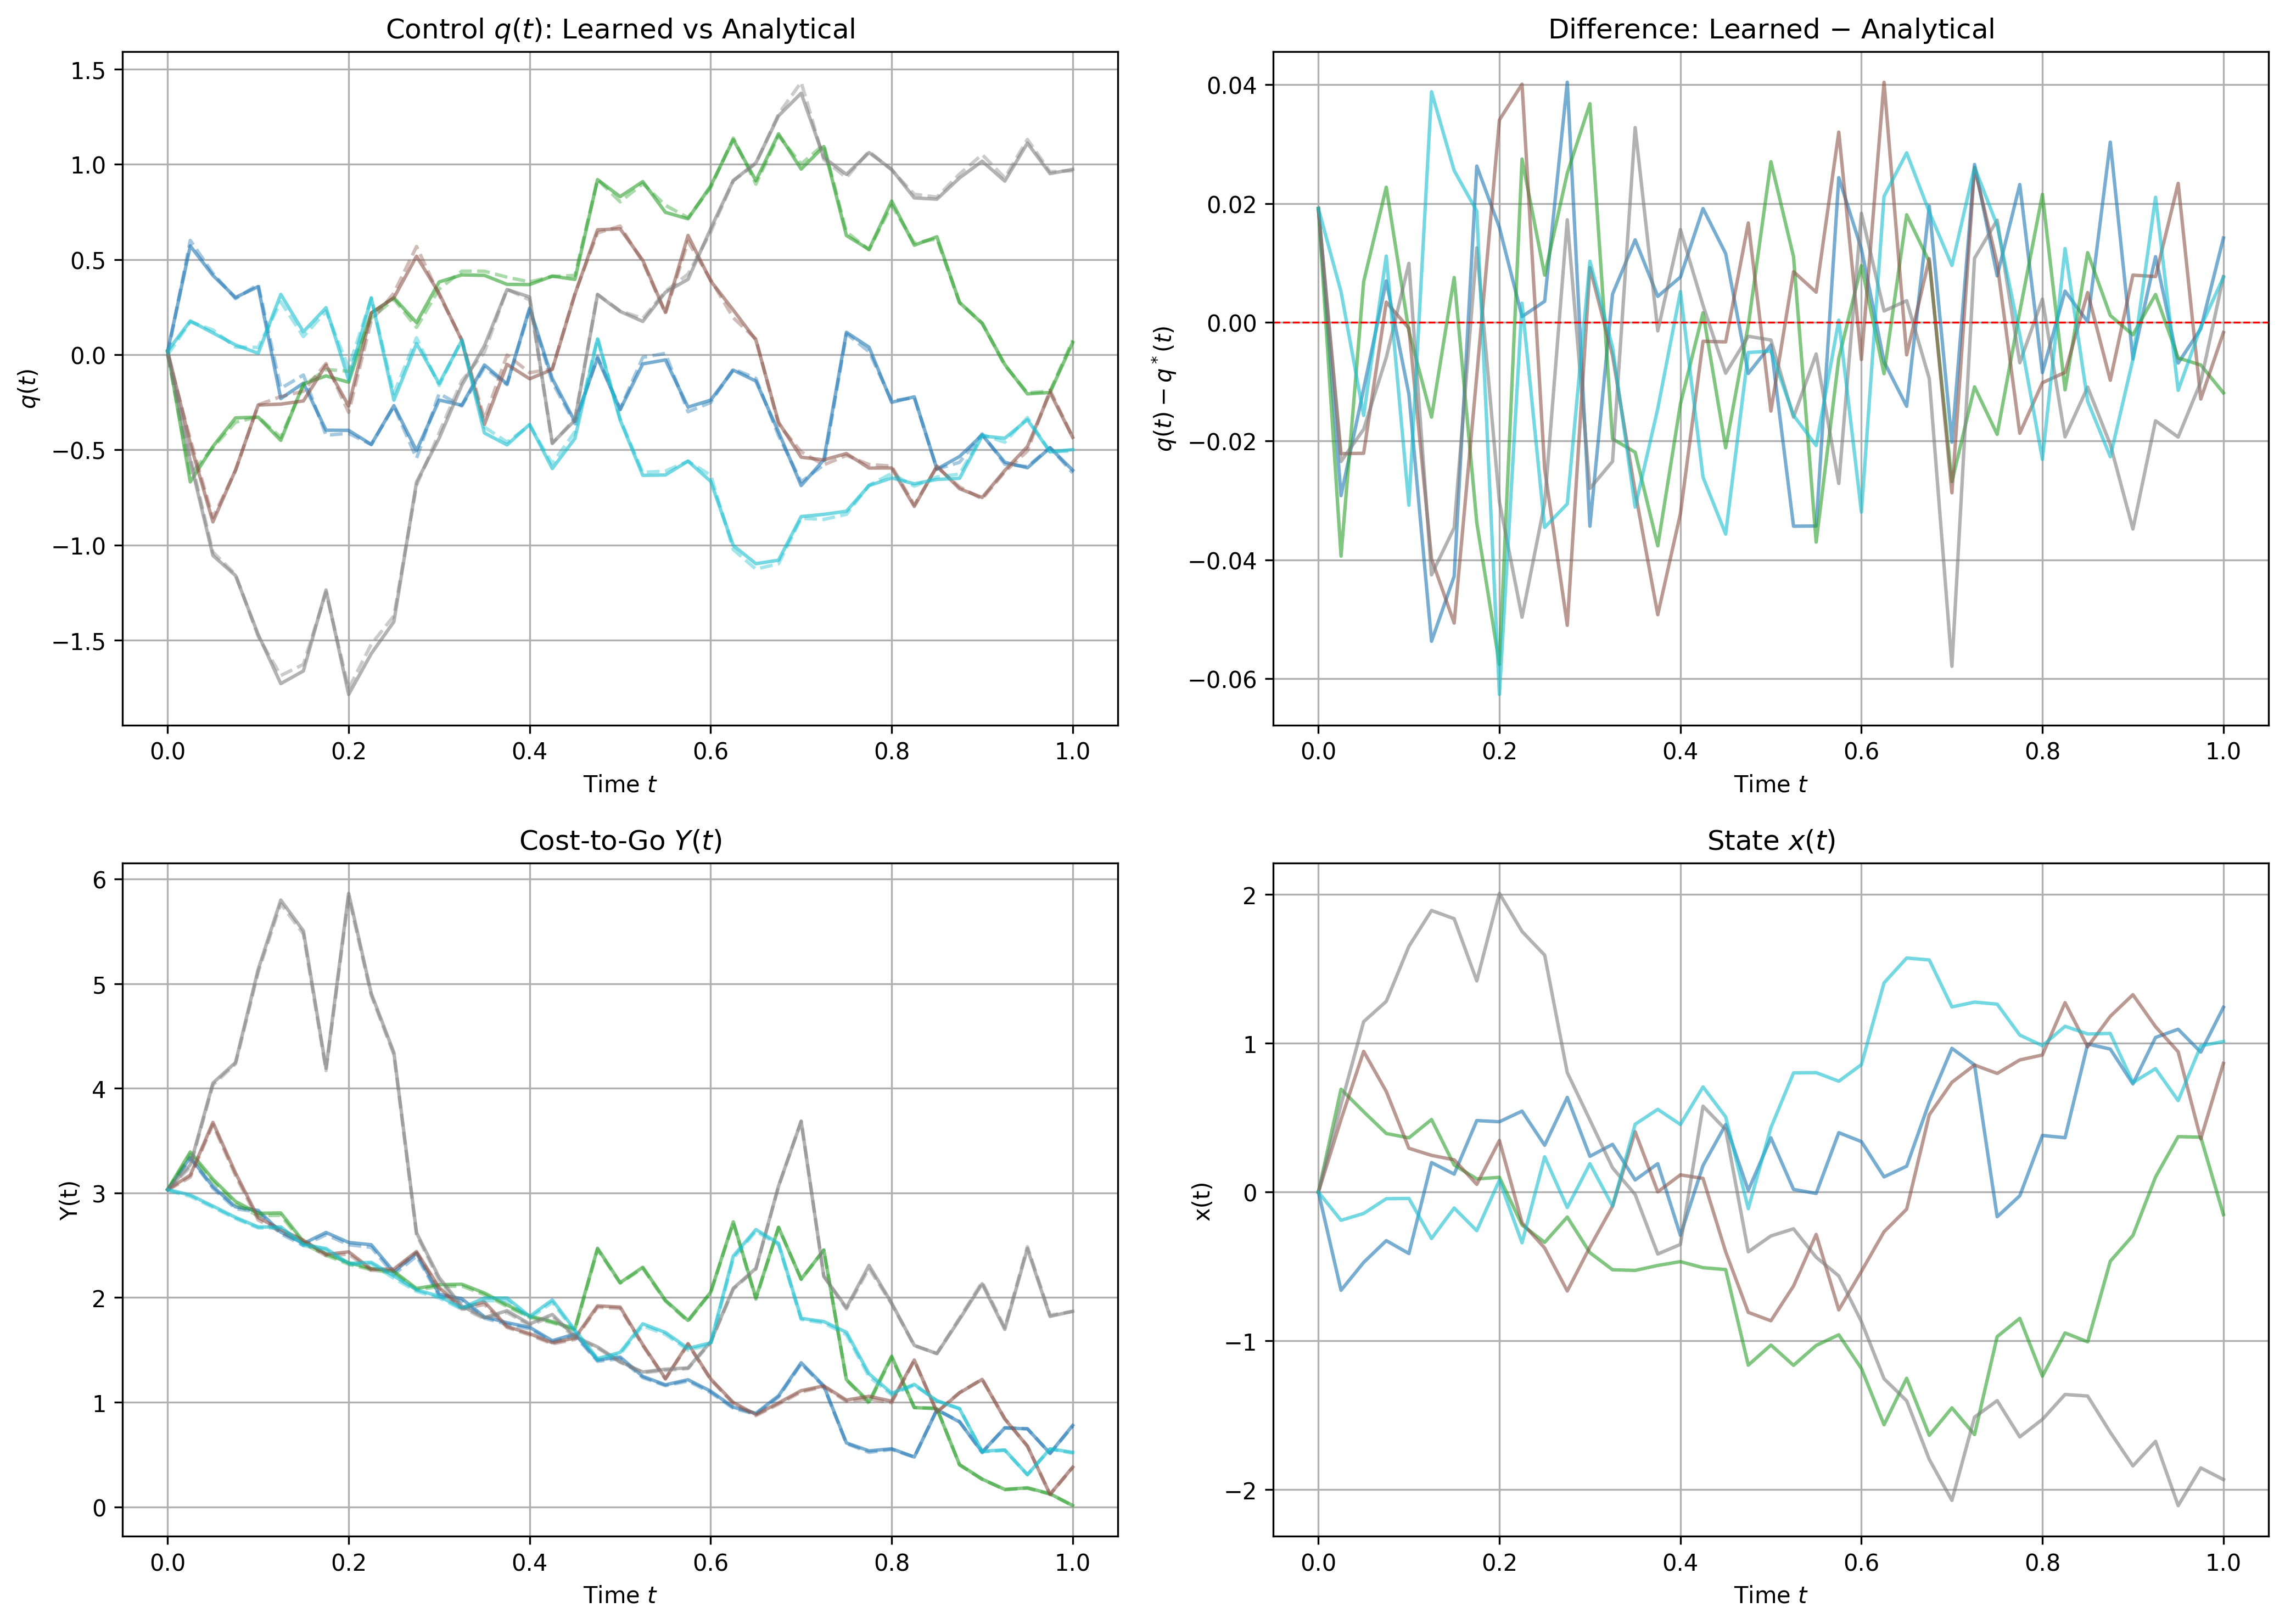 Control q(t): Learned vs Analytical
1.5
1.0
0.5
0.0
−0.5
−1.0
−1.5
q(t)
0.0 0.2 0.4 0.6 0.8 1.0
Time t
Difference: Learned − Analytical
0.04
0.02
0.00
−0.02
−0.04
−0.06
q(t) − q*(t)
0.0 0.2 0.4 0.6 0.8 1.0
Time t
Cost-to-Go Y(t)
6
5
4
3
2
1
0
Y(t)
0.0 0.2 0.4 0.6 0.8 1.0
Time t
State x(t)
2
1
0
−1
−2
x(t)
0.0 0.2 0.4 0.6 0.8 1.0
Time t